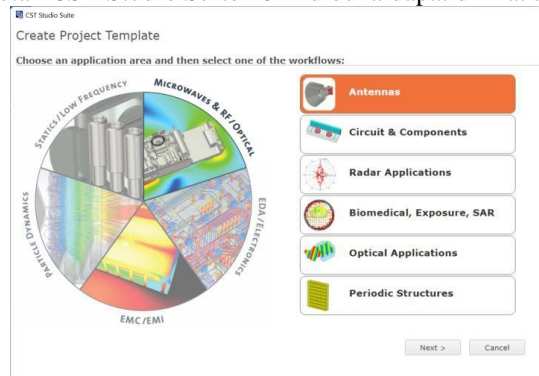 CST Studio Suite
Create Project Template
Choose an application area and then select one of the workflows:
STATICS/LOW FREQUENCY
MICROWAVES & RF/OPTICAL
EDA/ELECTRONICS
EMC/EMI
PARTICLE DYNAMICS
Antennas
Circuit & Components
Radar Applications
Biomedical, Exposure, SAR
Optical Applications
Periodic Structures
Next >
Cancel